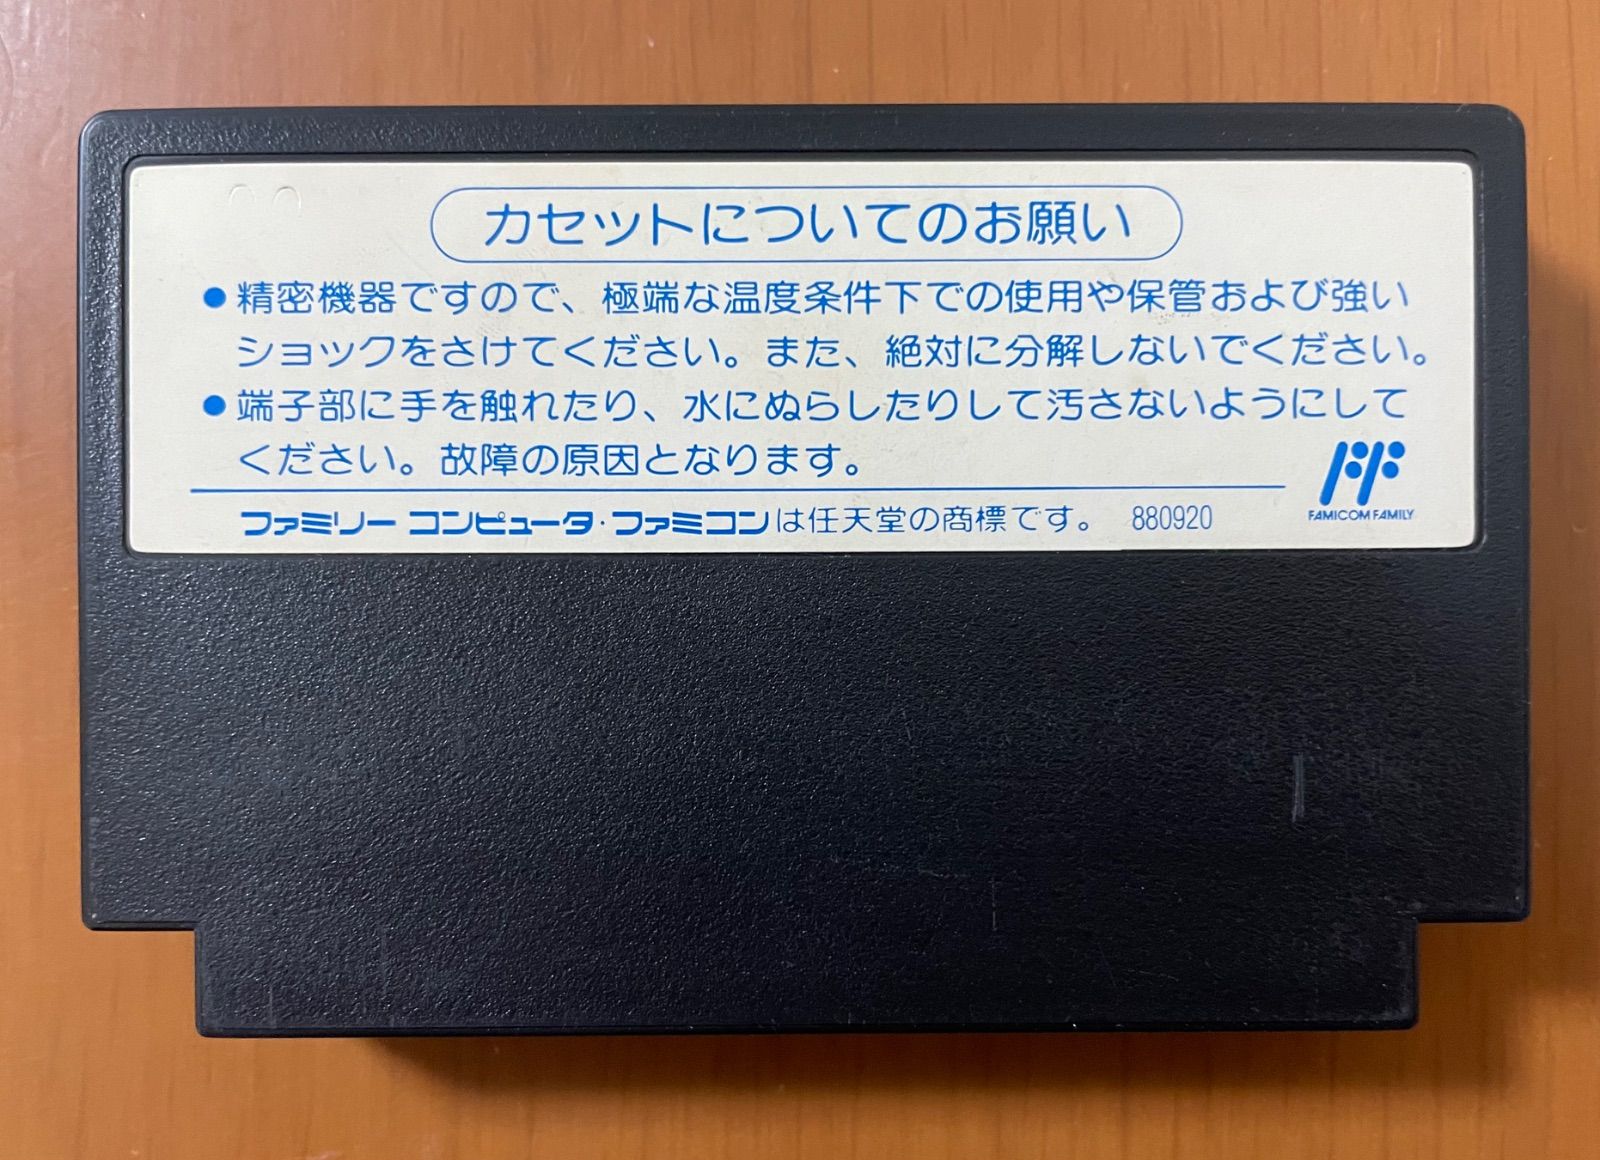 カセットについてのお願い
●精密機器ですので、極端な温度条件下での使用や保管および強い
ショックをさけてください。また、絶対に分解しないでください。
●端子部に手を触れたり、水にぬらしたりして汚さないようにして
ください。故障の原因となります。
FAMICOM FAMILY
ファミリー コンピュータ・ファミコンは任天堂の商標です。 880920